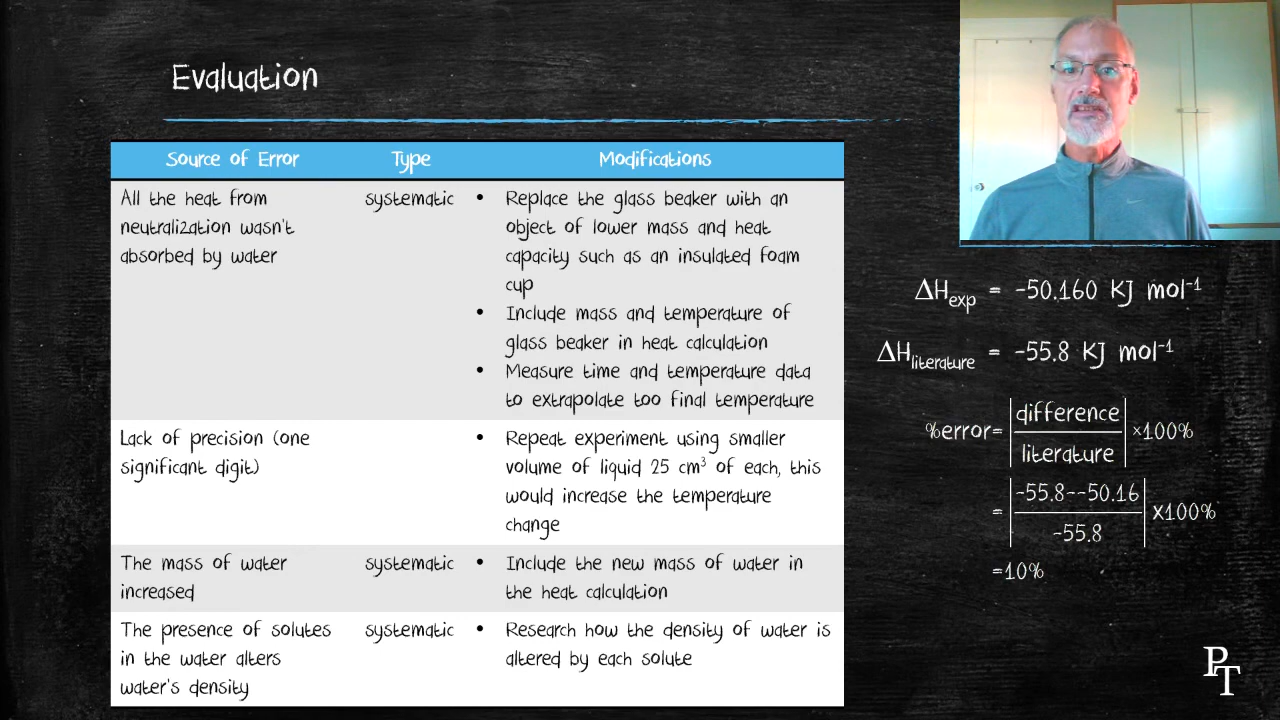 Evaluation
Source of Error Type Modifications
All the heat from neutralization wasn't absorbed by water systematic
• Replace the glass beaker with an
object of lower mass and heat
capacity such as an insulated foam
cup
• Include mass and temperature of
glass beaker in heat calculation
• Measure time and temperature data
to extrapolate too final temperature
Lack of precision (one
significant digit)
• Repeat experiment using smaller
volume of liquid 25 cm³ of each, this
would increase the temperature
change
The mass of water
increased
systematic
• Include the new mass of water in
the heat calculation
The presence of solutes
in the water alters
water's density
systematic
• Research how the density of water is
altered by each solute
ΔHexp = -50.160 KJ mol⁻¹
ΔHliterature = -55.8 KJ mol⁻¹
%error= |difference/literature| ×100%
= |-55.8--50.16/-55.8| ×100%
=10%
PT